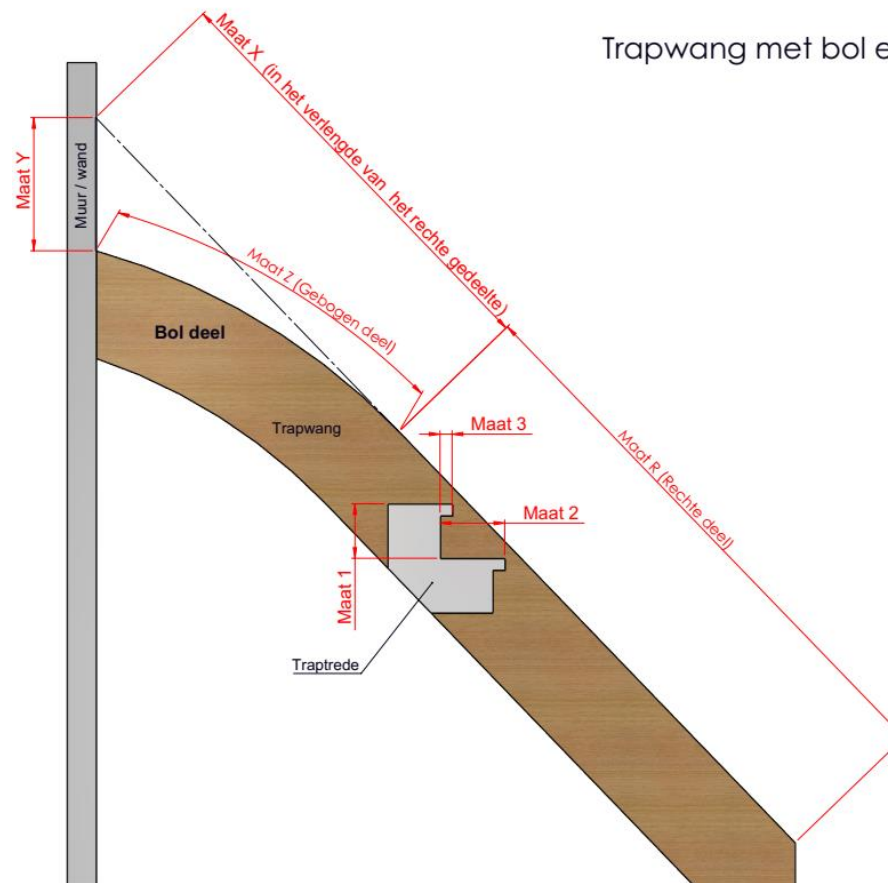 Trapwang met bol e
Maat X (in het verlengde van het rechte gedeelte)
Maat Y
Muur / wand
Maat Z (Gebogen deel)
Bol deel
Trapwang
Maat 3
Maat R (Rechte deel)
Maat 2
Maat 1
Traptrede